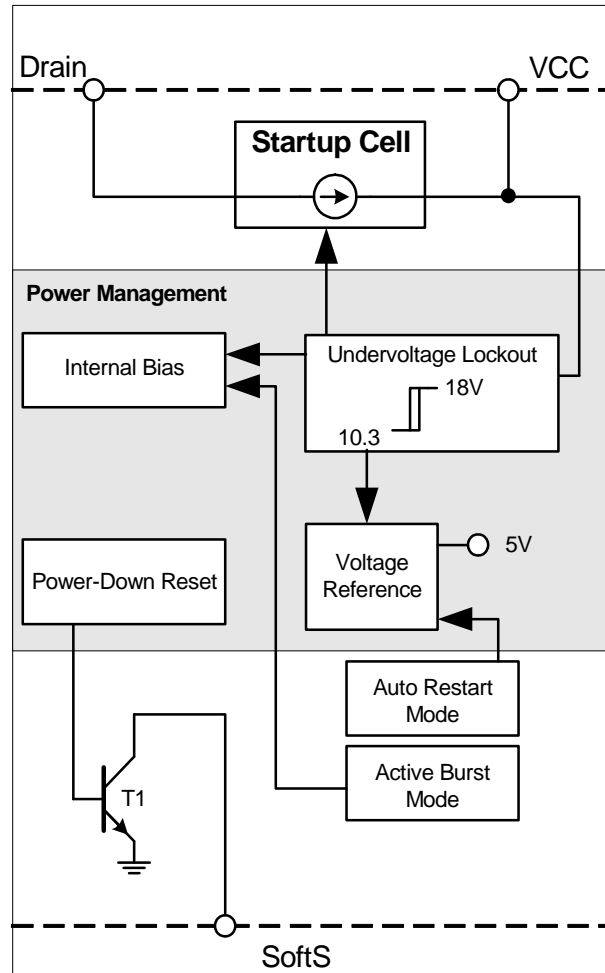 Drain
VCC
Startup Cell
Power Management
Internal Bias
Undervoltage Lockout
18V
10.3
Power-Down Reset
Voltage
Reference
5V
Auto Restart
Mode
Active Burst
Mode
T1
SoftS